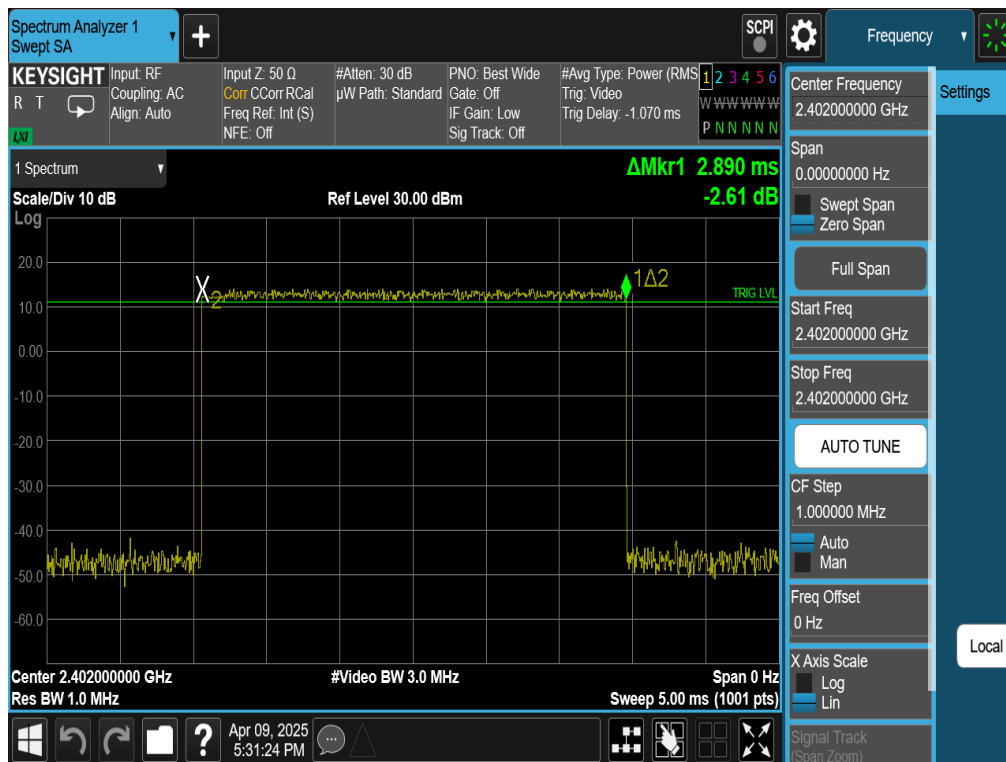 Spectrum Analyzer 1
Swept SA
+
SCPI
Frequency
KEYSIGHT
R T
LXI
Input: RF
Coupling: AC
Align: Auto
Input Z: 50 Ω
Corr CCorr RCal
Freq Ref: Int (S)
NFE: Off
#Atten: 30 dB
µW Path: Standard
PNO: Best Wide
Gate: Off
IF Gain: Low
Sig Track: Off
#Avg Type: Power (RMS
Trig: Video
Trig Delay: -1.070 ms
1 2 3 4 5 6
W W W W W W
P N N N N N
1 Spectrum
ΔMkr1 2.890 ms
-2.61 dB
Scale/Div 10 dB
Ref Level 30.00 dBm
Log
20.0
10.0
0.00
-10.0
-20.0
-30.0
-40.0
-50.0
-60.0
X
2
1Δ2
TRIG LVL
Center 2.402000000 GHz
#Video BW 3.0 MHz
Span 0 Hz
Res BW 1.0 MHz
Sweep 5.00 ms (1001 pts)
Center Frequency
2.402000000 GHz
Settings
Span
0.00000000 Hz
Swept Span
Zero Span
Full Span
Start Freq
2.402000000 GHz
Stop Freq
2.402000000 GHz
AUTO TUNE
CF Step
1.000000 MHz
Auto
Man
Freq Offset
0 Hz
Local
X Axis Scale
Log
Lin
Signal Track
(Span Zoom)
?
Apr 09, 2025
5:31:24 PM